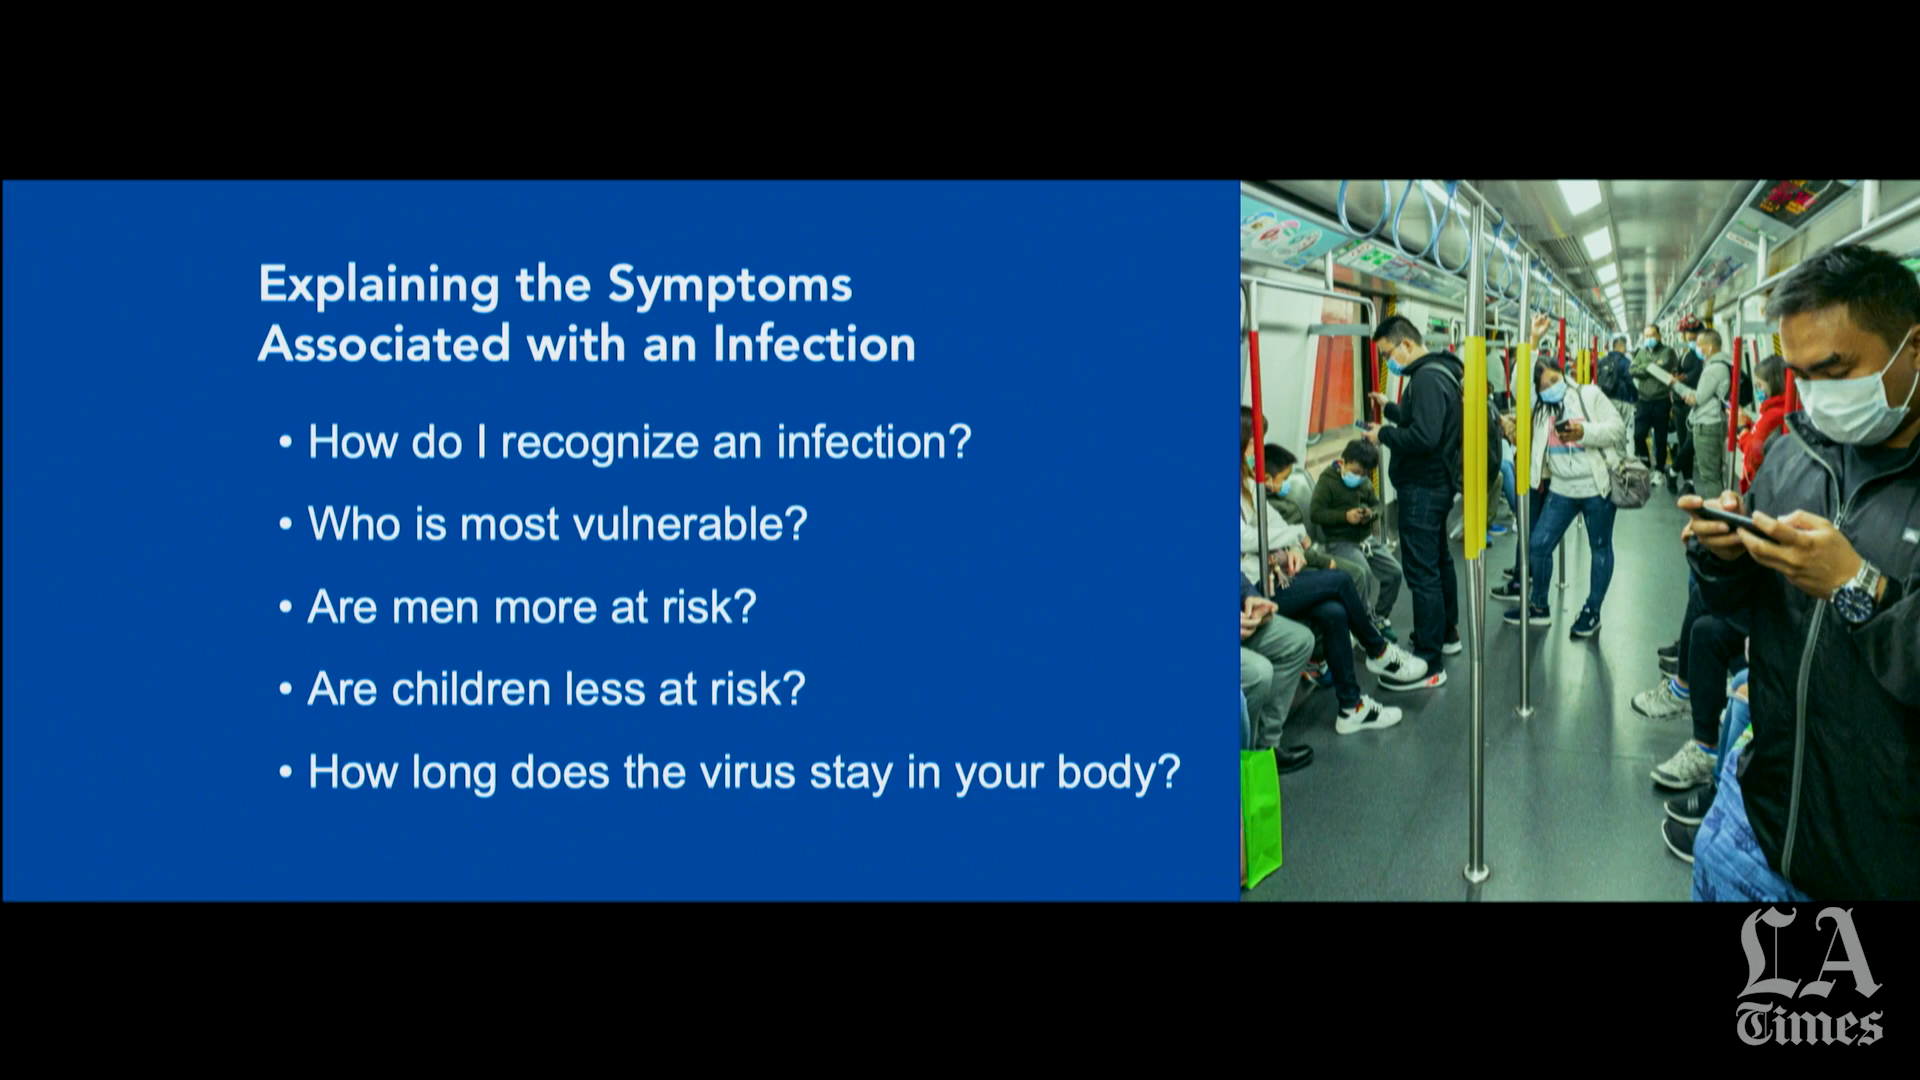 Explaining the Symptoms
Associated with an Infection
• How do I recognize an infection?
• Who is most vulnerable?
• Are men more at risk?
• Are children less at risk?
• How long does the virus stay in your body?
LA
Times